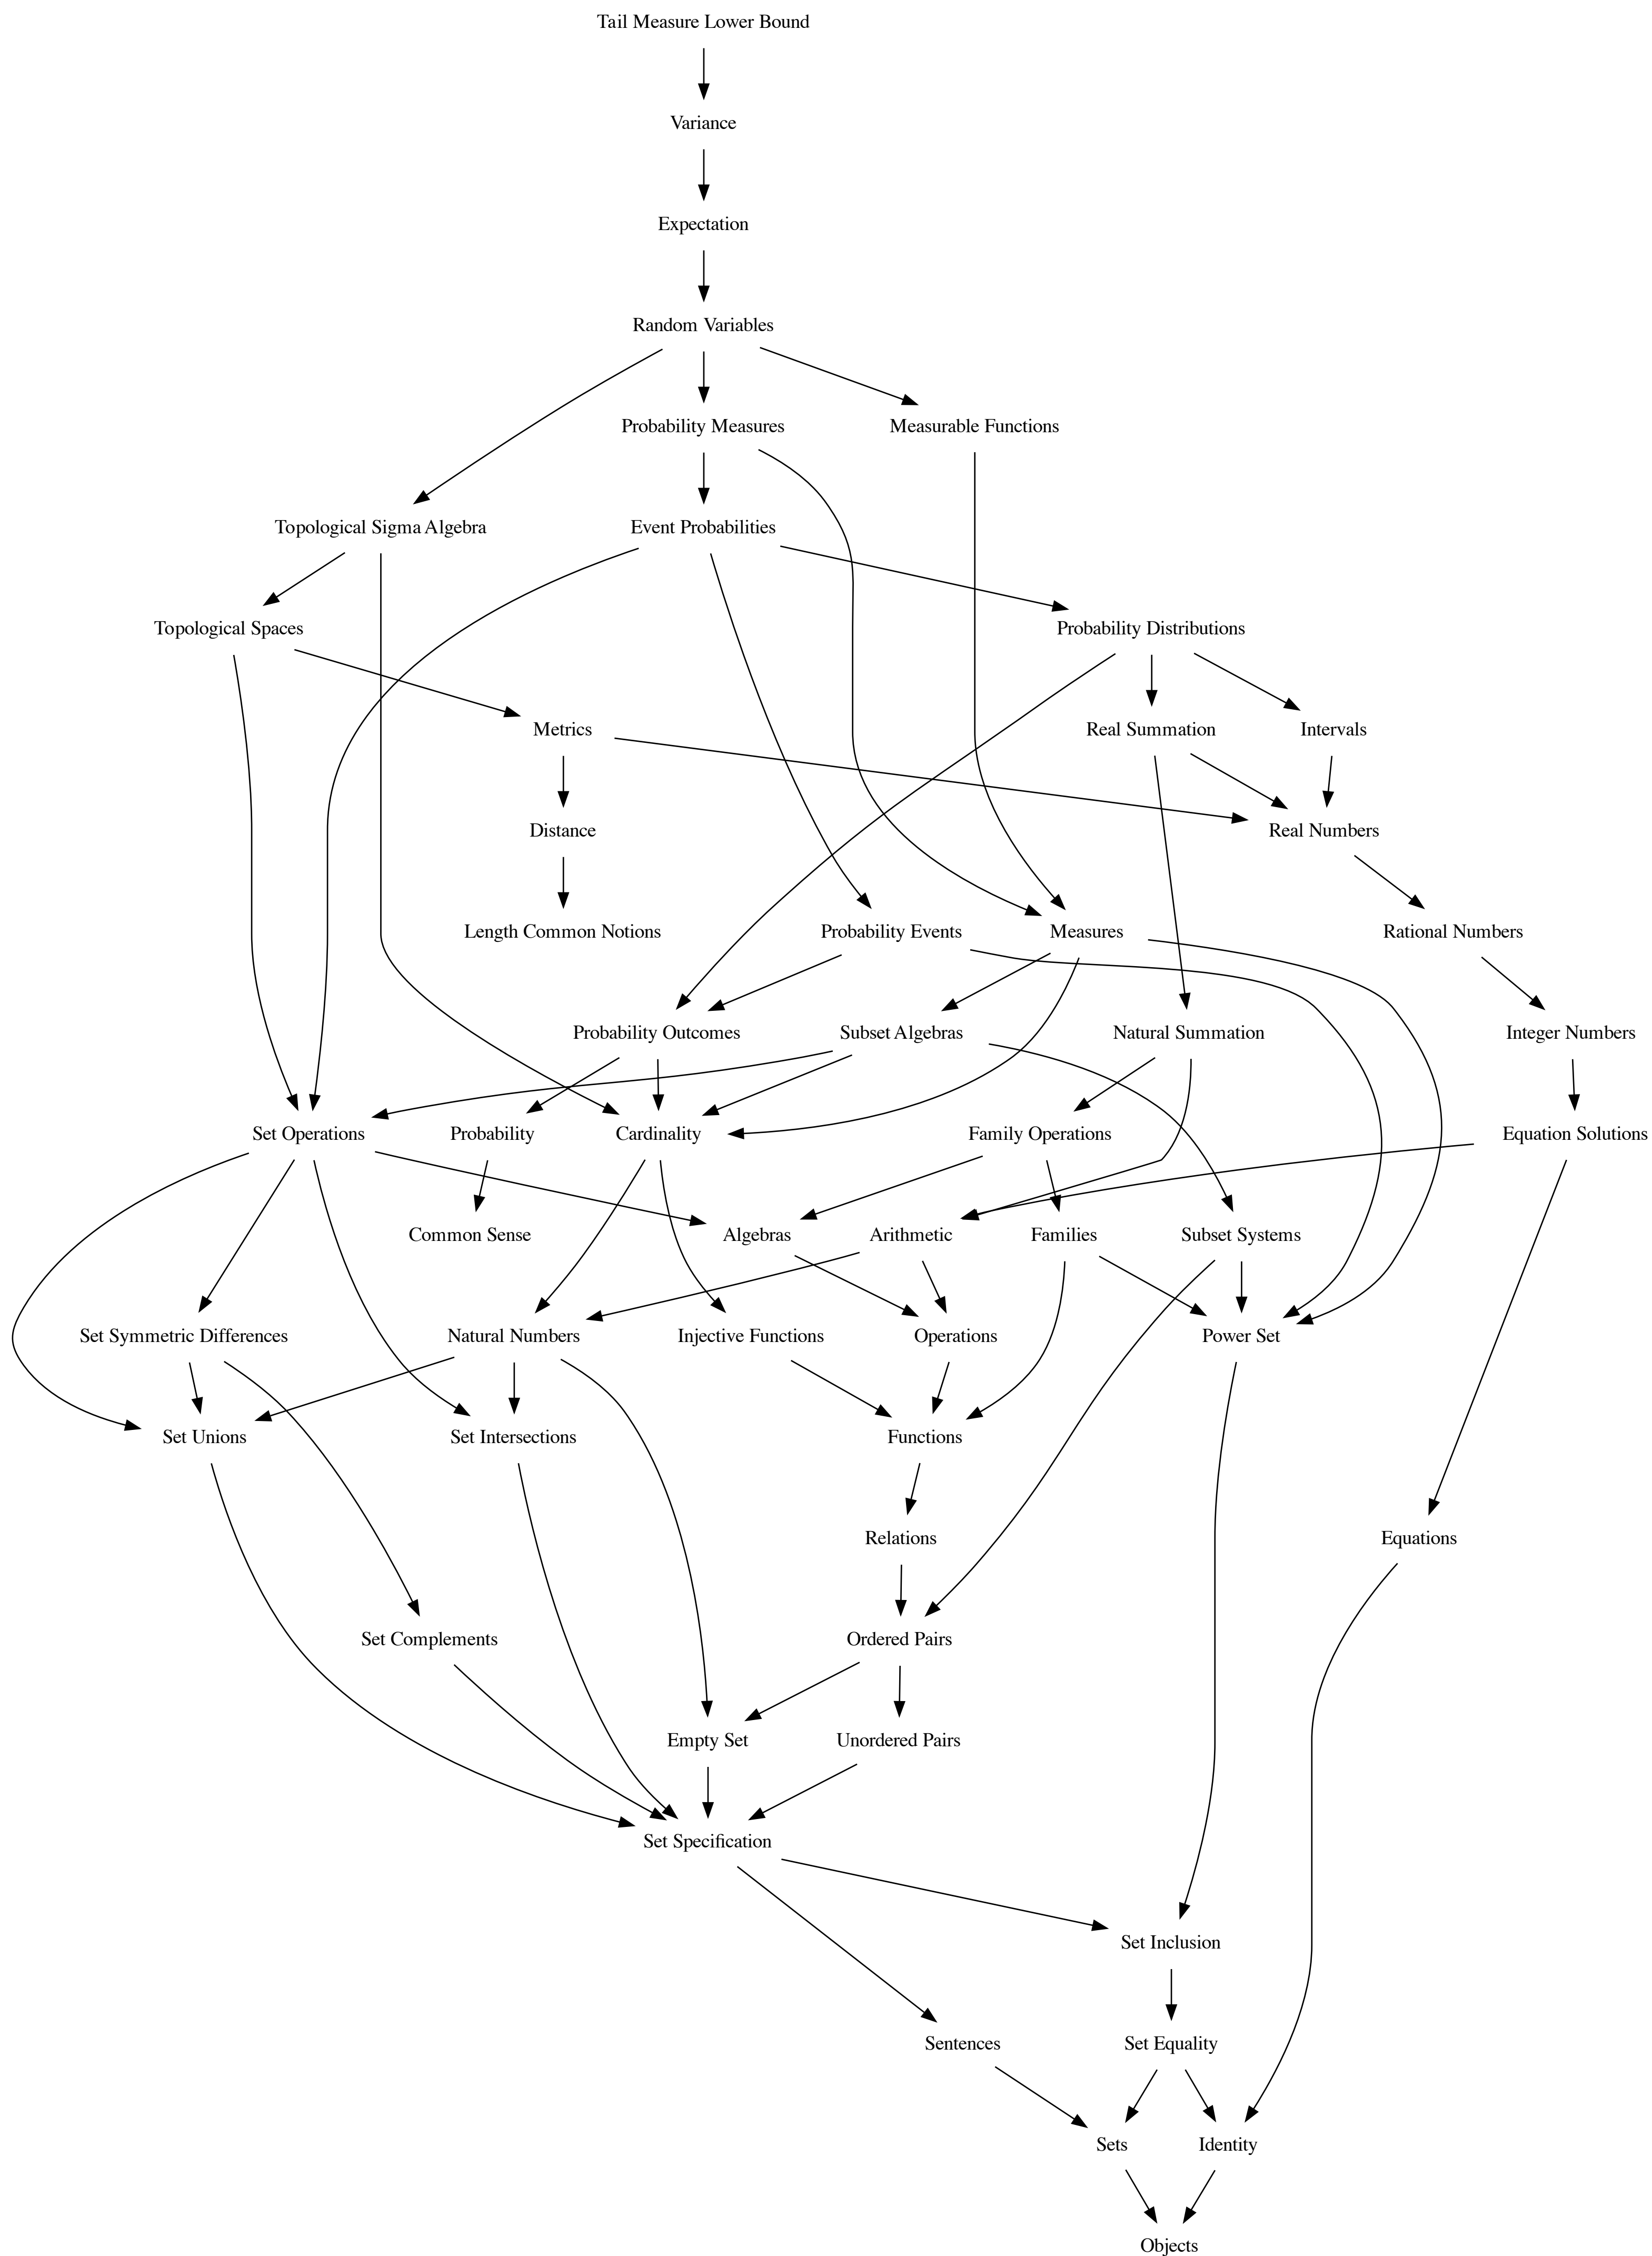 Tail Measure Lower Bound
Variance
Expectation
Random Variables
Probability Measures
Measurable Functions
Topological Sigma Algebra
Event Probabilities
Topological Spaces
Probability Distributions
Metrics
Real Summation
Intervals
Distance
Real Numbers
Length Common Notions
Probability Events
Measures
Rational Numbers
Probability Outcomes
Subset Algebras
Natural Summation
Integer Numbers
Set Operations
Probability
Cardinality
Family Operations
Equation Solutions
Common Sense
Algebras
Arithmetic
Families
Subset Systems
Set Symmetric Differences
Natural Numbers
Injective Functions
Operations
Power Set
Set Unions
Set Intersections
Functions
Relations
Equations
Set Complements
Ordered Pairs
Empty Set
Unordered Pairs
Set Specification
Set Inclusion
Sentences
Set Equality
Sets
Identity
Objects